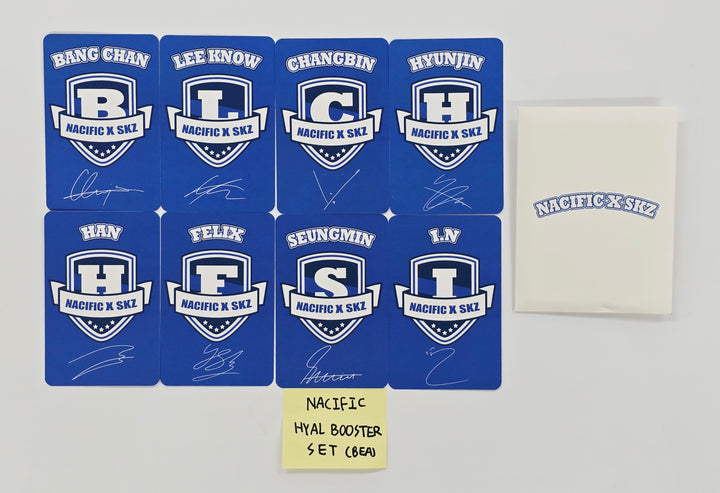 BANG CHAN
B
NACIFIC X SKZ
LEE KNOW
L
NACIFIC X SKZ
CHANGBIN
C
NACIFIC X SKZ
HYUNJIN
H
NACIFIC X SKZ
NACIFIC X SKZ
HAN
H
NACIFIC X SKZ
FELIX
F
NACIFIC X SKZ
SEUNGMIN
S
NACIFIC X SKZ
I.N
I
NACIFIC X SKZ
NACIFIC
HYAL BOOSTER
SET (BEA)